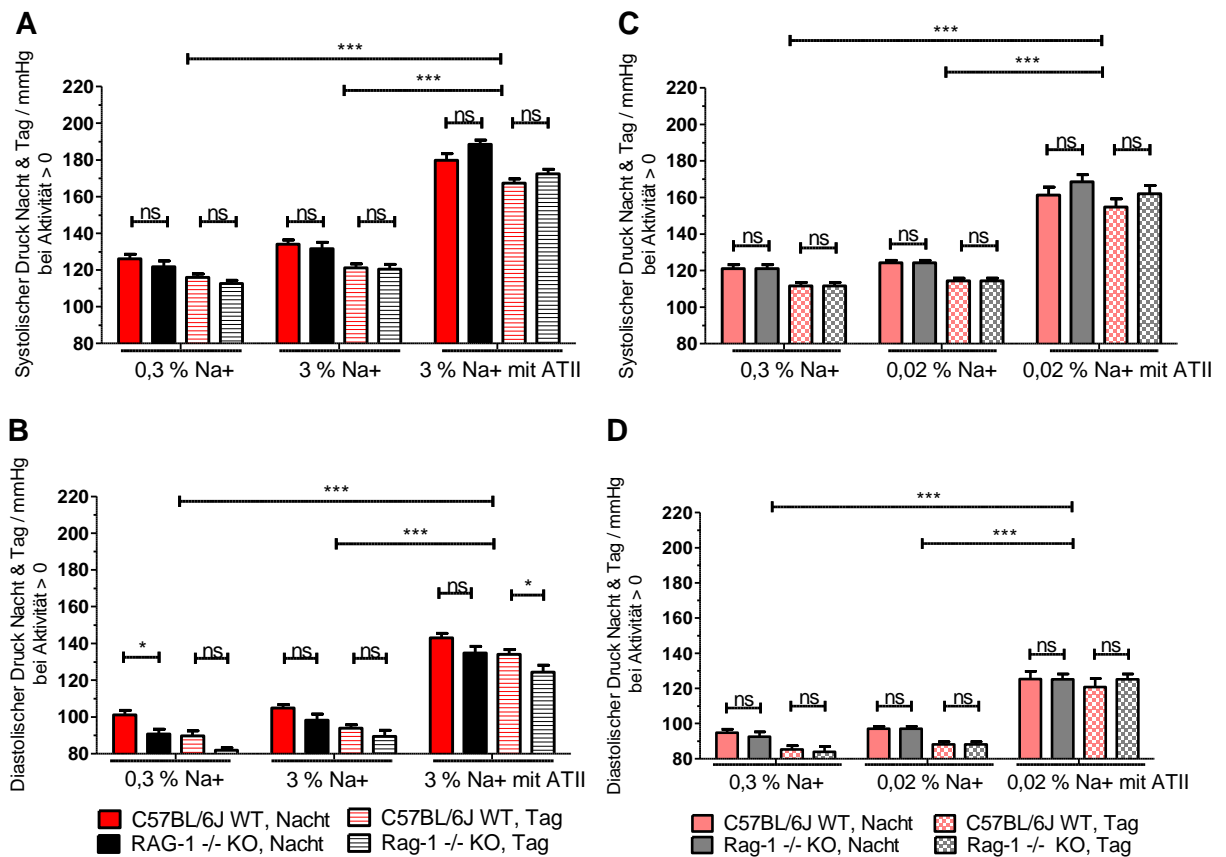 A
Systolischer Druck Nacht & Tag / mmHg
bei Aktivität > 0
220
200
180
160
140
120
100
80
***
***
ns
ns
ns
ns
ns
ns
0,3 % Na+
3 % Na+
3 % Na+ mit ATII
C
Systolischer Druck Nacht & Tag / mmHg
bei Aktivität > 0
220
200
180
160
140
120
100
80
***
***
ns
ns
ns
ns
ns
ns
0,3 % Na+
0,02 % Na+
0,02 % Na+ mit ATII
B
Diastolischer Druck Nacht & Tag / mmHg
bei Aktivität > 0
220
200
180
160
140
120
100
80
***
***
*
ns
ns
ns
ns
*
0,3 % Na+
3 % Na+
3 % Na+ mit ATII
C57BL/6J WT, Nacht
C57BL/6J WT, Tag
RAG-1 -/- KO, Nacht
Rag-1 -/- KO, Tag
D
Diastolischer Druck Nacht & Tag / mmHg
bei Aktivität > 0
220
200
180
160
140
120
100
80
***
***
ns
ns
ns
ns
ns
ns
0,3 % Na+
0,02 % Na+
0,02 % Na+ mit ATII
C57BL/6J WT, Nacht
C57BL/6J WT, Tag
Rag-1 -/- KO, Nacht
Rag-1 -/- KO, Tag